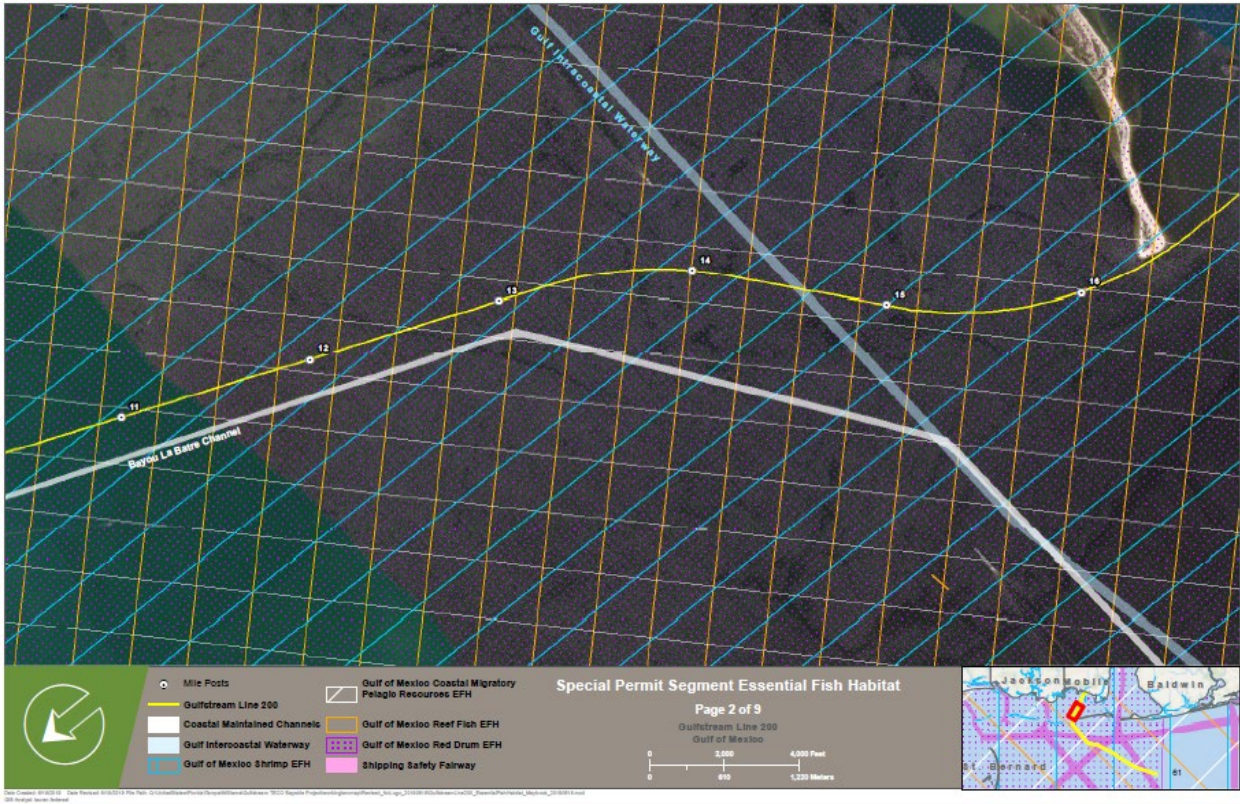 Gulf Intracoastal Waterway
14
13
16
15
12
11
Bayou La Batre Channel
Mile Posts
Gulfstream Line 200
Coastal Maintained Channels
Gulf Intercoastal Waterway
Gulf of Mexico Shrimp EFH
Gulf of Mexico Coastal Migratory
Pelagic Resources EFH
Gulf of Mexico Reef Fish EFH
Gulf of Mexico Red Drum EFH
Shipping Safety Fairway
Special Permit Segment Essential Fish Habitat
Page 2 of 9
Gulfstream Line 200
Gulf of Mexico
0 2,000 4,000 Feet
0 610 1,220 Meters
Jackson Mobile
Baldwin
St. Bernard